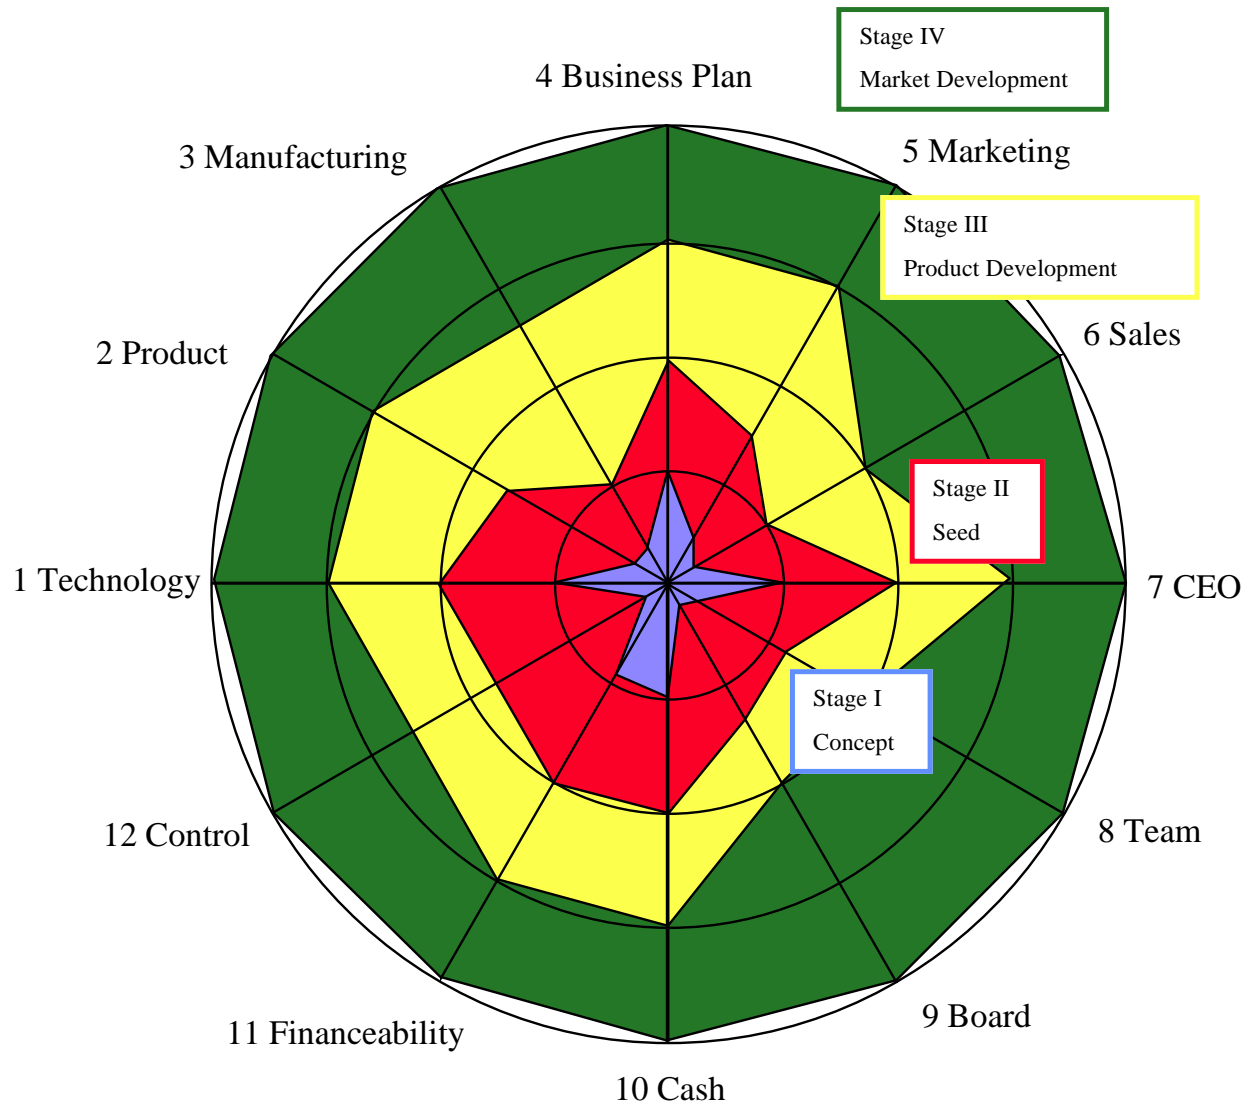 Stage IV
Market Development
4 Business Plan
3 Manufacturing
5 Marketing
Stage III
Product Development
2 Product
6 Sales
Stage II
Seed
1 Technology
7 CEO
Stage I
Concept
12 Control
8 Team
11 Financeability
9 Board
10 Cash